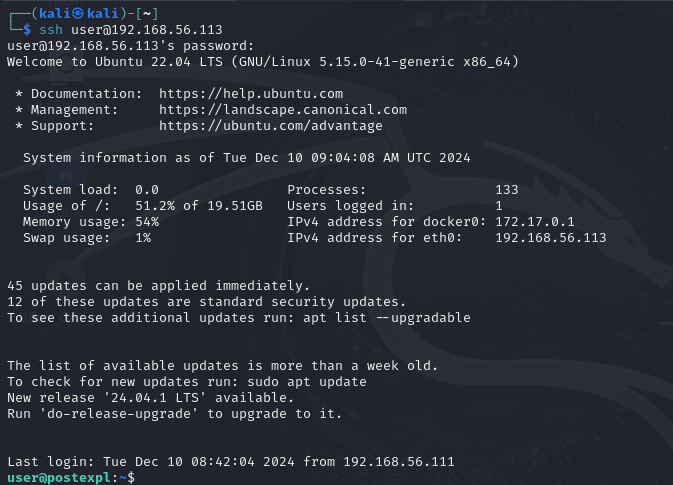 ┌──(kali㉿kali)-[~]
└─$ ssh user@192.168.56.113
user@192.168.56.113's password:
Welcome to Ubuntu 22.04 LTS (GNU/Linux 5.15.0-41-generic x86_64)
* Documentation:  https://help.ubuntu.com
* Management:     https://landscape.canonical.com
* Support:        https://ubuntu.com/advantage
System information as of Tue Dec 10 09:04:08 AM UTC 2024
System load:  0.0                Processes:                133
Usage of /:   51.2% of 19.51GB   Users logged in:          1
Memory usage: 54%                IPv4 address for docker0: 172.17.0.1
Swap usage:   1%                 IPv4 address for eth0:    192.168.56.113
45 updates can be applied immediately.
12 of these updates are standard security updates.
To see these additional updates run: apt list --upgradable
The list of available updates is more than a week old.
To check for new updates run: sudo apt update
New release '24.04.1 LTS' available.
Run 'do-release-upgrade' to upgrade to it.
Last login: Tue Dec 10 08:42:04 2024 from 192.168.56.111
user@postexpl:~$